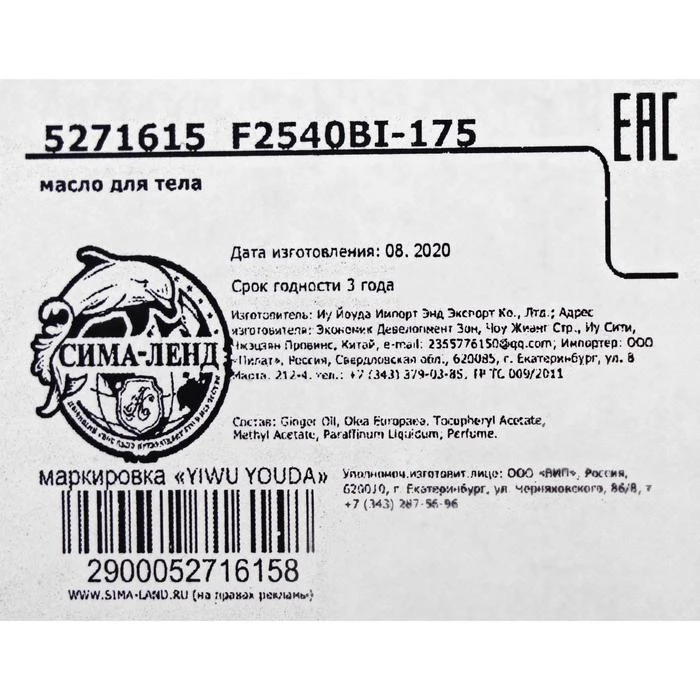 5271615 F2540BI-175
EAC
масло для тела
Дата изготовления: 08. 2020
Срок годности 3 года
Изготовитель: Иу Йоуда Импорт Энд Экспорт Ко., Лтд.; Адрес
изготовителя: Экономик Девелопмент Зон, Чоу Жианг Стр., Иу Сити,
Провинс, Китай, e-mail: 2355776150@qq.com; Импортер: ООО
«Пилат», Россия, Свердловская обл., 620085, г. Екатеринбург, ул. 8
Марта, 212-4, тел.: +7 (343) 379-03-85. ТР ТС 009/2011
СИМА-ЛЕНД
Состав: Ginger Oil, Olea Europaea, Tocopheryl Acetate,
Methyl Acetate, Paraffinum Liquidum, Perfume.
маркировка «YIWU YOUDA»
Уполномоч.изготовит.лицо: ООО «ВИП», Россия,
620010, г. Екатеринбург, ул. Черняховского, 86/8, т
+7 (343) 287-56-96
2900052716158
WWW.SIMA-LAND.RU (на правах рекламы)